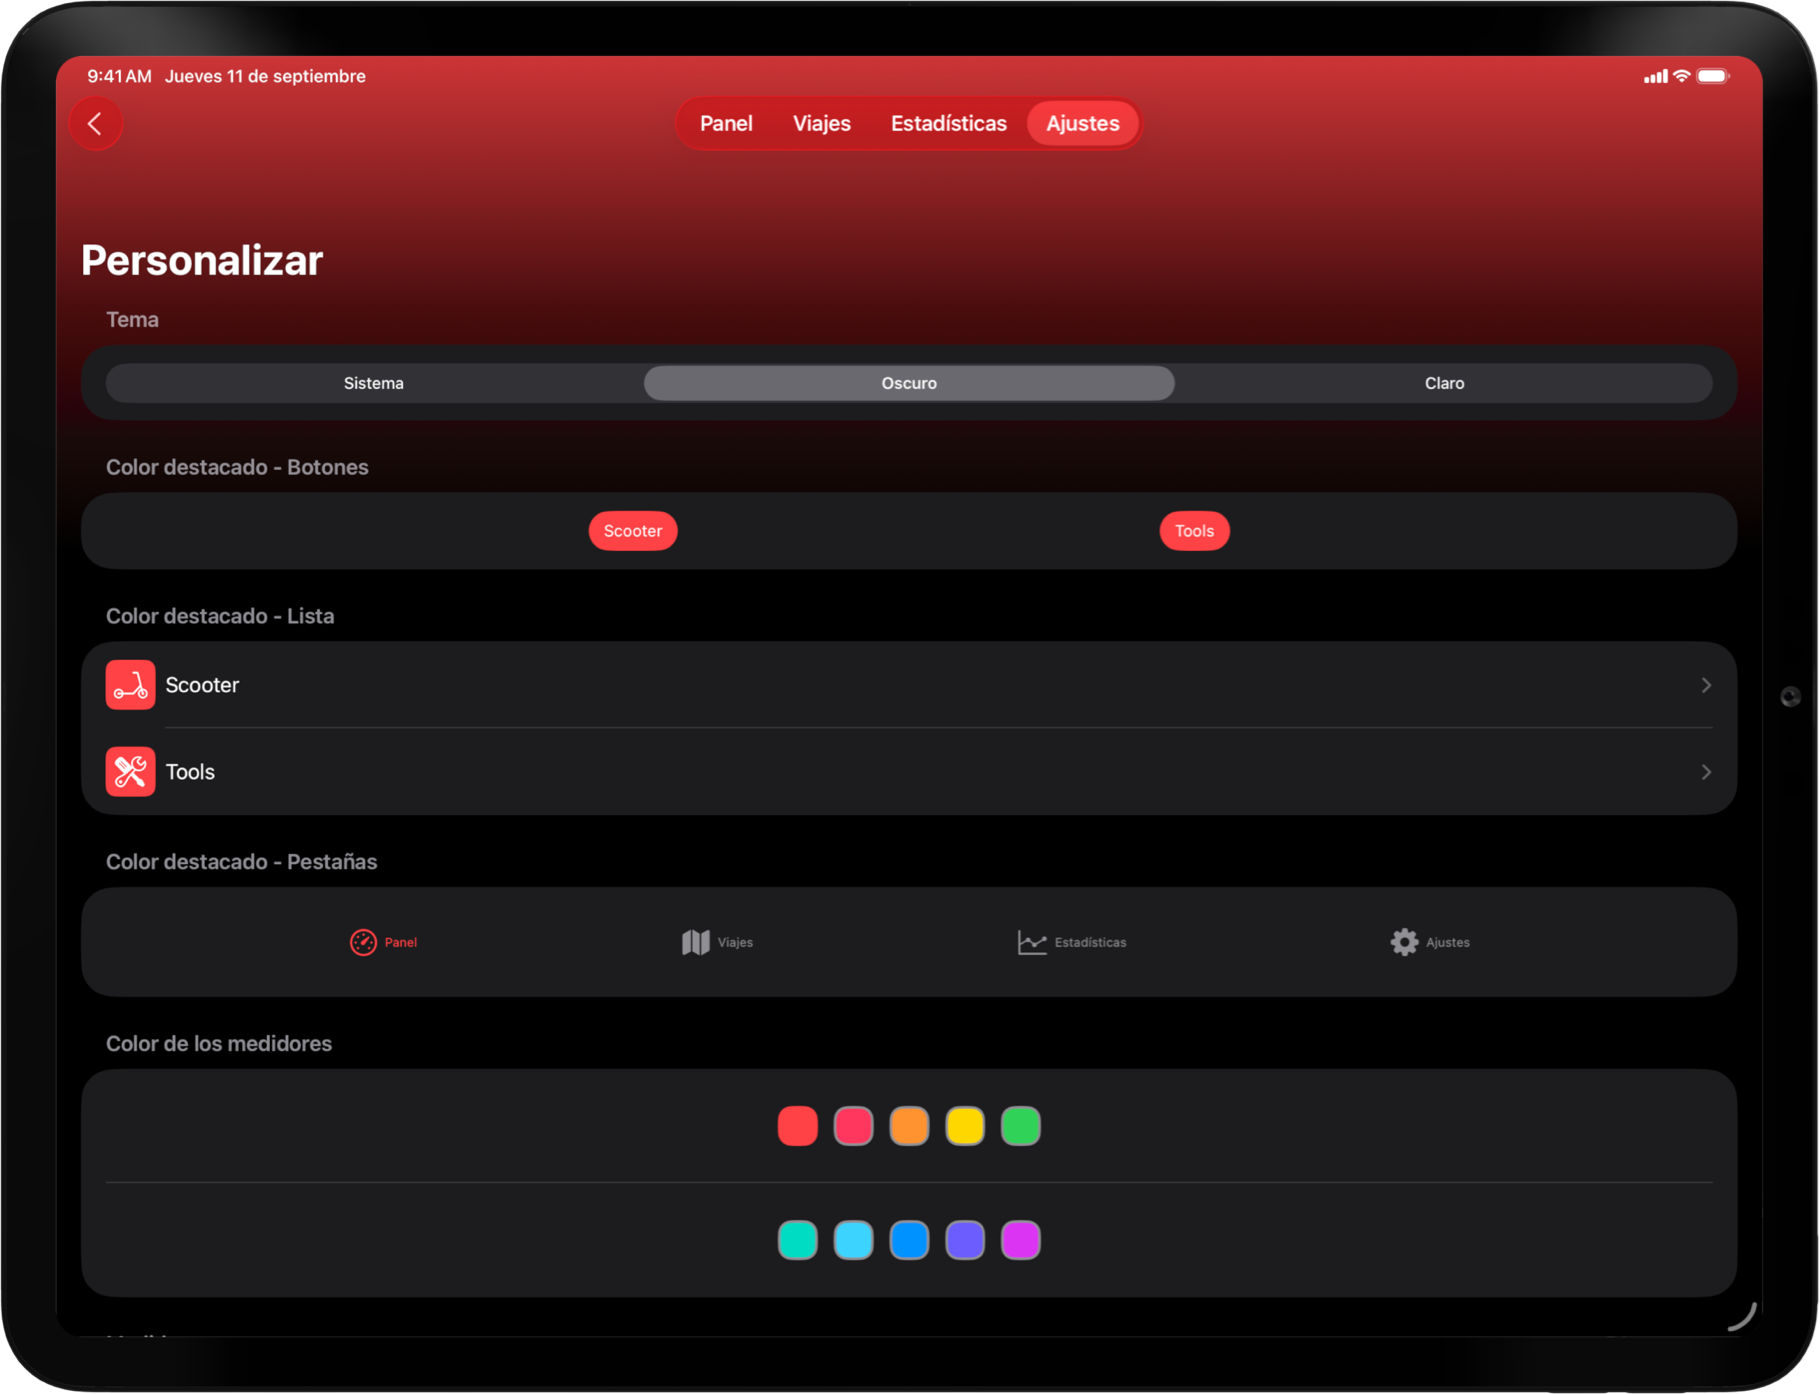 9:41 AM Jueves 11 de septiembre
Panel Viajes Estadísticas Ajustes
Personalizar
Tema
Sistema Oscuro Claro
Color destacado - Botones
Scooter Tools
Color destacado - Lista
Scooter
Tools
Color destacado - Pestañas
Panel Viajes Estadísticas Ajustes
Color de los medidores